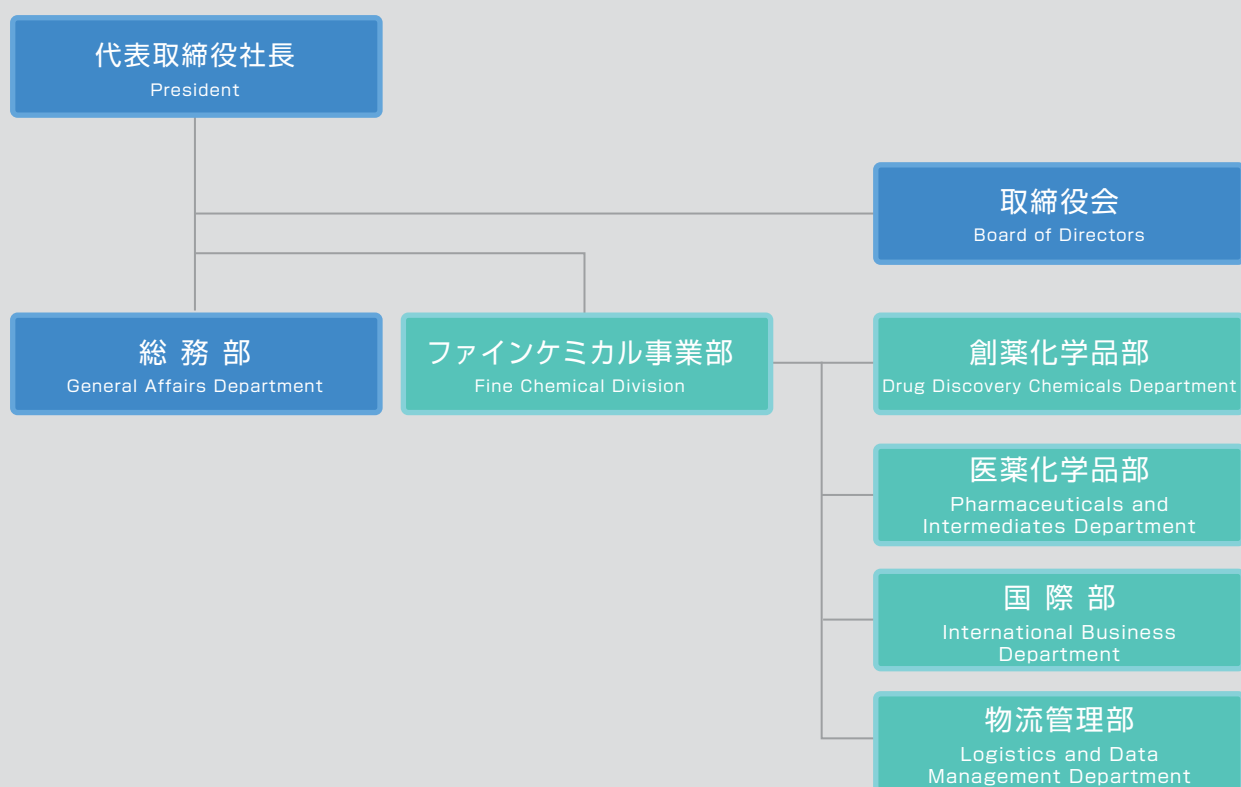 代表取締役社長
President
取締役会
Board of Directors
総 務 部
General Affairs Department
ファインケミカル事業部
Fine Chemical Division
創薬化学品部
Drug Discovery Chemicals Department
医薬化学品部
Pharmaceuticals and
Intermediates Department
国 際 部
International Business
Department
物流管理部
Logistics and Data
Management Department